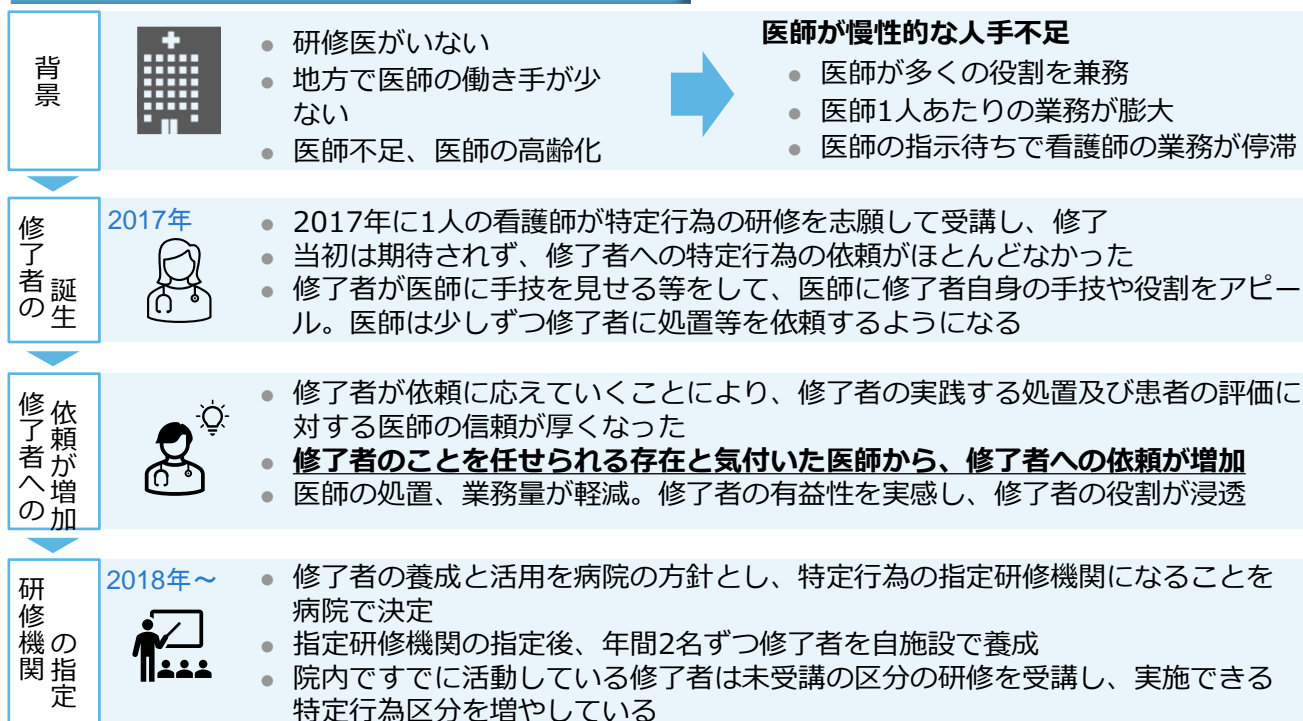 背景
研修医がいない
地方で医師の働き手が少
ない
医師不足、医師の高齢化
医師が慢性的な人手不足
医師が多くの役割を兼務
医師1人あたりの業務が膨大
医師の指示待ちで看護師の業務が停滞
修了者の
誕生
2017年
2017年に1人の看護師が特定行為の研修を志願して受講し、修了
当初は期待されず、修了者への特定行為の依頼がほとんどなかった
修了者が医師に手技を見せる等をして、医師に修了者自身の手技や役割をアピー
ル。医師は少しずつ修了者に処置等を依頼するようになる
修了者への
依頼が増加
修了者が依頼に応えていくことにより、修了者の実践する処置及び患者の評価に
対する医師の信頼が厚くなった
修了者のことを任せられる存在と気付いた医師から、修了者への依頼が増加
医師の処置、業務量が軽減。修了者の有益性を実感し、修了者の役割が浸透
研修機関
の指定
2018年～
修了者の養成と活用を病院の方針とし、特定行為の指定研修機関になることを
病院で決定
指定研修機関の指定後、年間2名ずつ修了者を自施設で養成
院内ですでに活動している修了者は未受講の区分の研修を受講し、実施できる
特定行為区分を増やしている